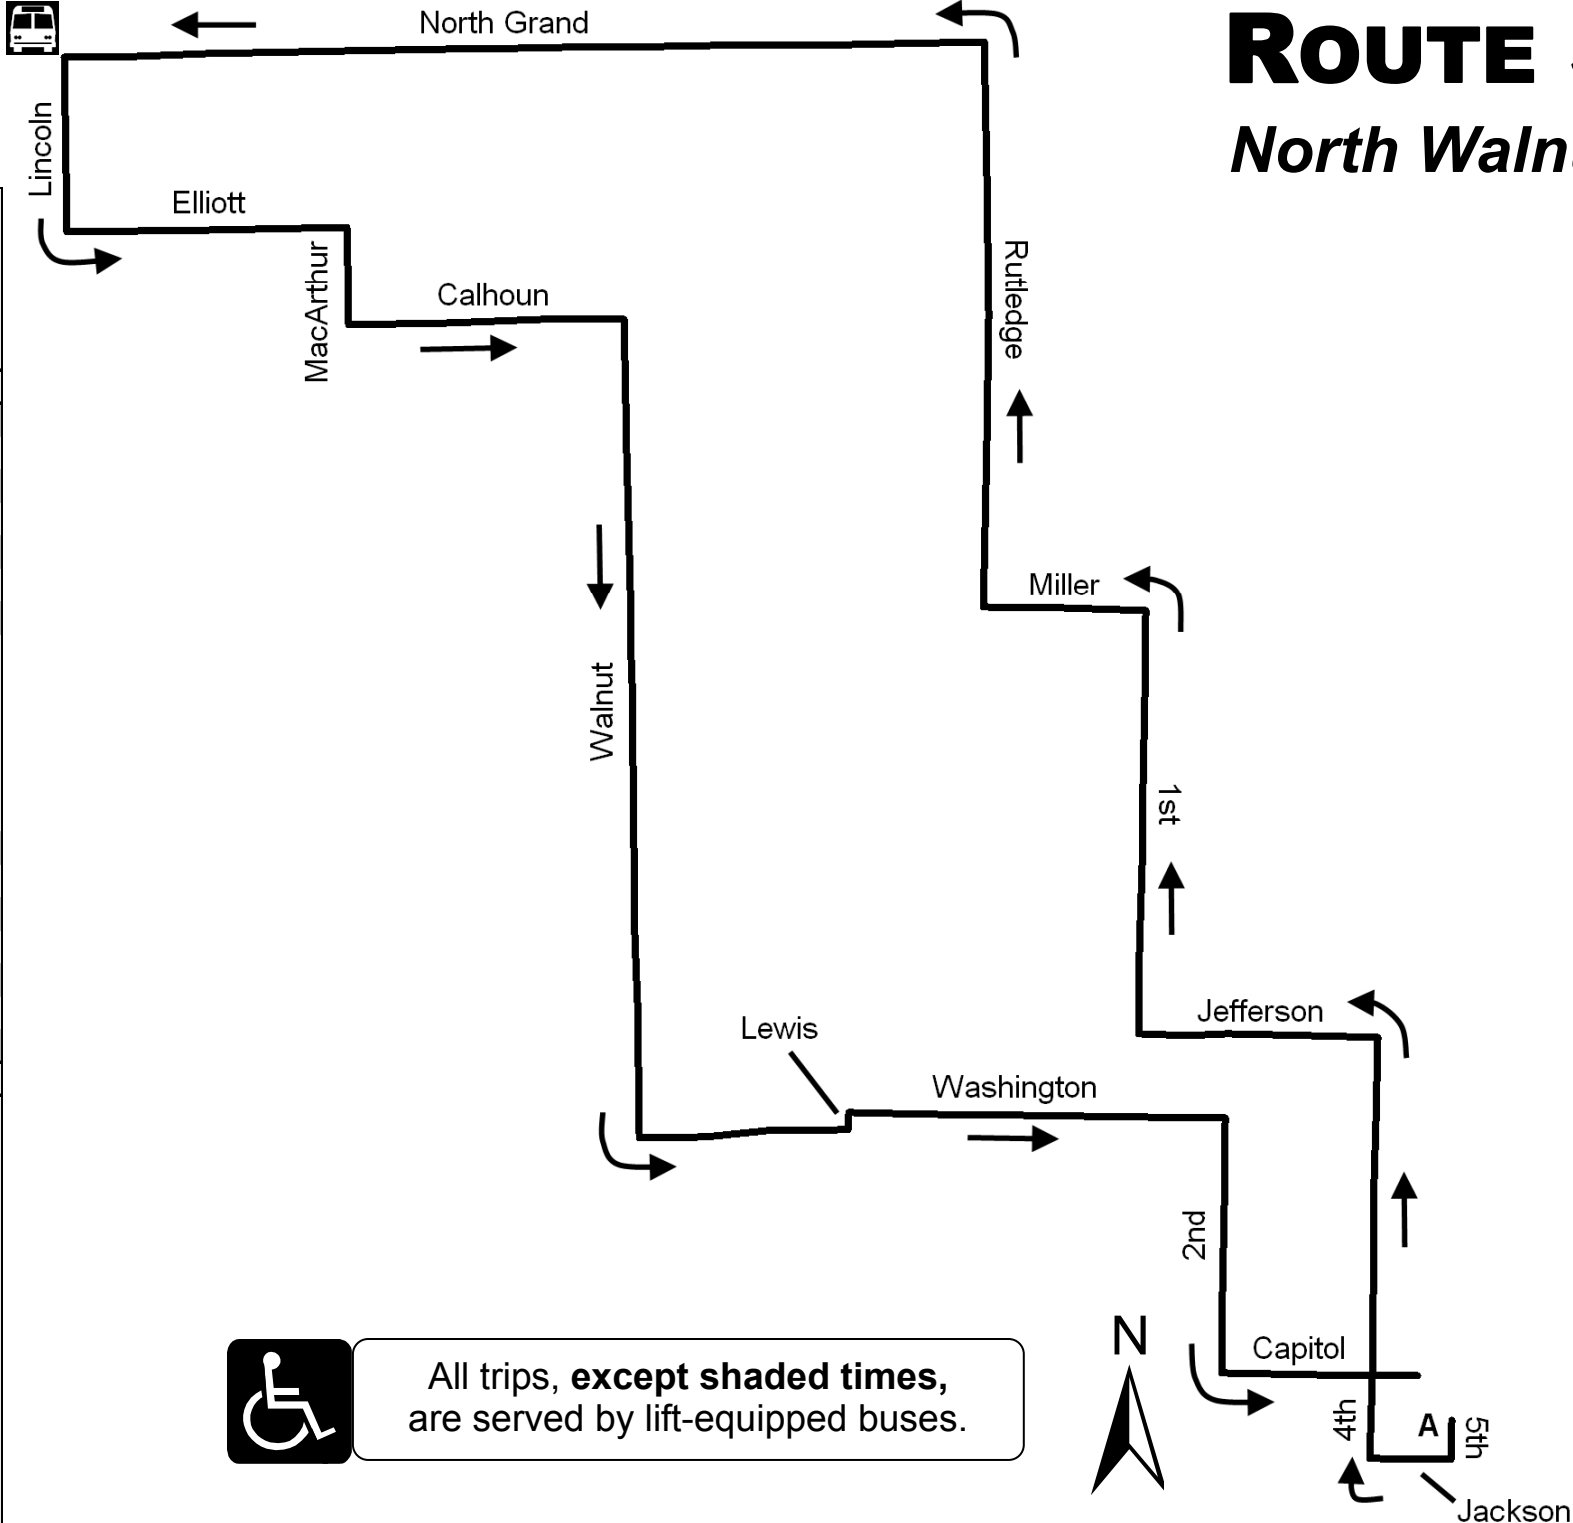 ROUTE
North
North Grand
Lincoln
Elliott
MacArthur
Calhoun
Rutledge
Miller
Walnut
1st
Jefferson
Lewis
Washington
2nd
Capitol
N
4th
A
5th
Jackson
All trips, except shaded times,
are served by lift-equipped buses.